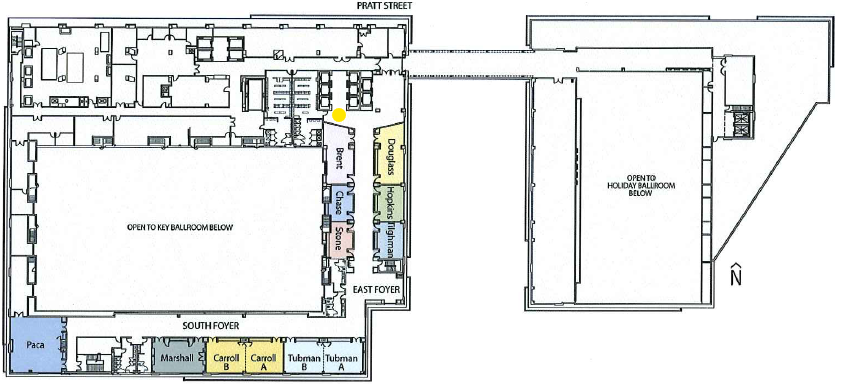 PRATT STREET
Brent
Douglass
Chase
Hopkins
Stone
Tilghman
OPEN TO KEY BALLROOM BELOW
OPEN TO
HOLIDAY BALLROOM
BELOW
N
EAST FOYER
SOUTH FOYER
Paca
Marshall
Carroll
B
Carroll
A
Tubman
B
Tubman
A